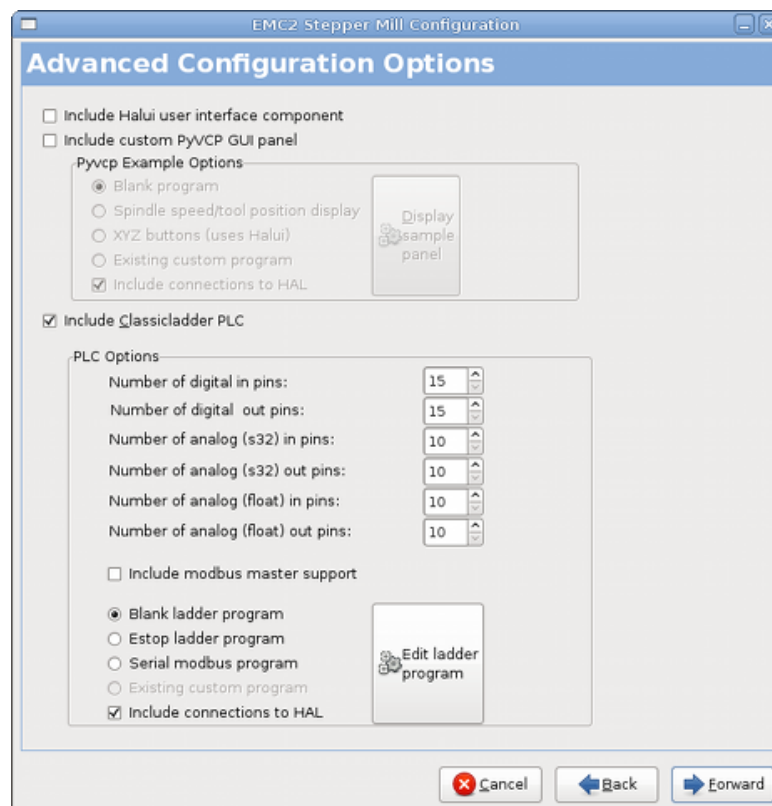 EMC2 Stepper Mill Configuration
Advanced Configuration Options
Include Halui user interface component
Include custom PyVCP GUI panel
Pyvcp Example Options
Blank program
Spindle speed/tool position display
XYZ buttons (uses Halui)
Existing custom program
Include connections to HAL
Display
sample
panel
Include Classicladder PLC
PLC Options
Number of digital in pins: 15
Number of digital out pins: 15
Number of analog (s32) in pins: 10
Number of analog (s32) out pins: 10
Number of analog (float) in pins: 10
Number of analog (float) out pins: 10
Include modbus master support
Blank ladder program
Estop ladder program
Serial modbus program
Existing custom program
Include connections to HAL
Edit ladder
program
Cancel Back Forward